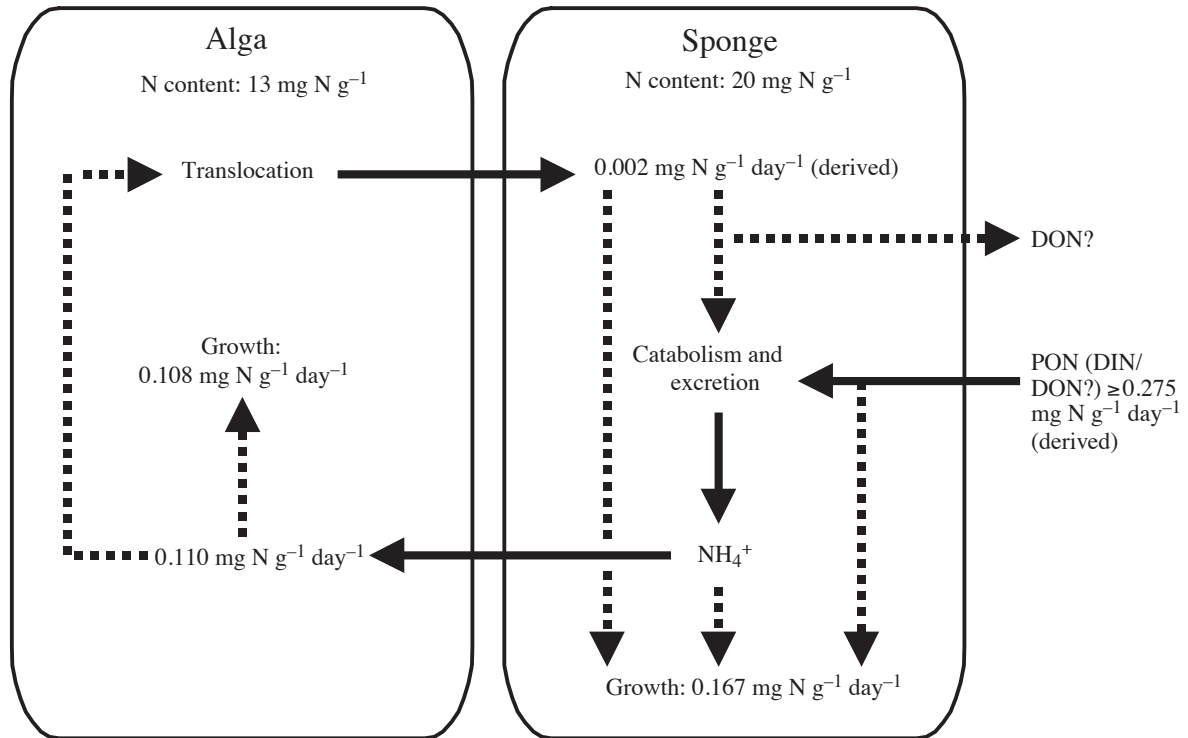 Alga
N content: 13 mg N g⁻¹
Translocation
Growth:
0.108 mg N g⁻¹ day⁻¹
0.110 mg N g⁻¹ day⁻¹
Sponge
N content: 20 mg N g⁻¹
0.002 mg N g⁻¹ day⁻¹ (derived)
DON?
Catabolism and
excretion
PON (DIN/
DON?) ≥0.275
mg N g⁻¹ day⁻¹
(derived)
NH₄⁺
Growth: 0.167 mg N g⁻¹ day⁻¹